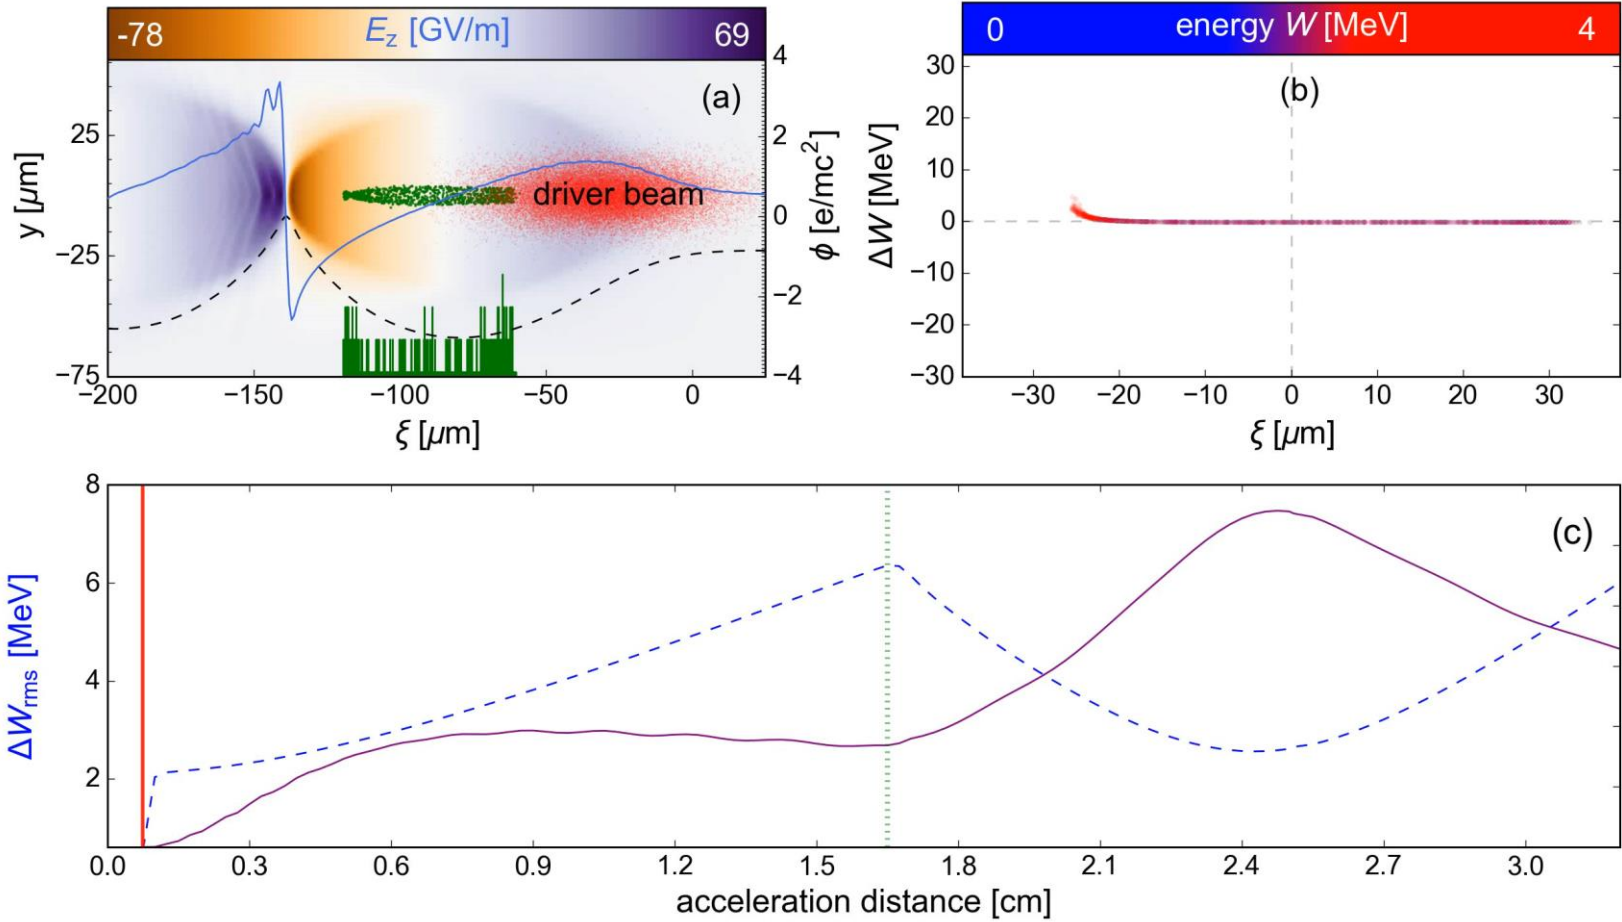 -78 E_z [GV/m] 69
(a)
y [μm]
25
−25
−75
driver beam
4
2
0
−2
−4
ϕ [e/mc²]
−200 −150 −100 −50 0
ξ [μm]
0 energy W [MeV] 4
(b)
ΔW [MeV]
30
20
10
0
−10
−20
−30
−30 −20 −10 0 10 20 30
ξ [μm]
(c)
ΔW_rms [MeV]
8
6
4
2
0.0 0.3 0.6 0.9 1.2 1.5 1.8 2.1 2.4 2.7 3.0
acceleration distance [cm]